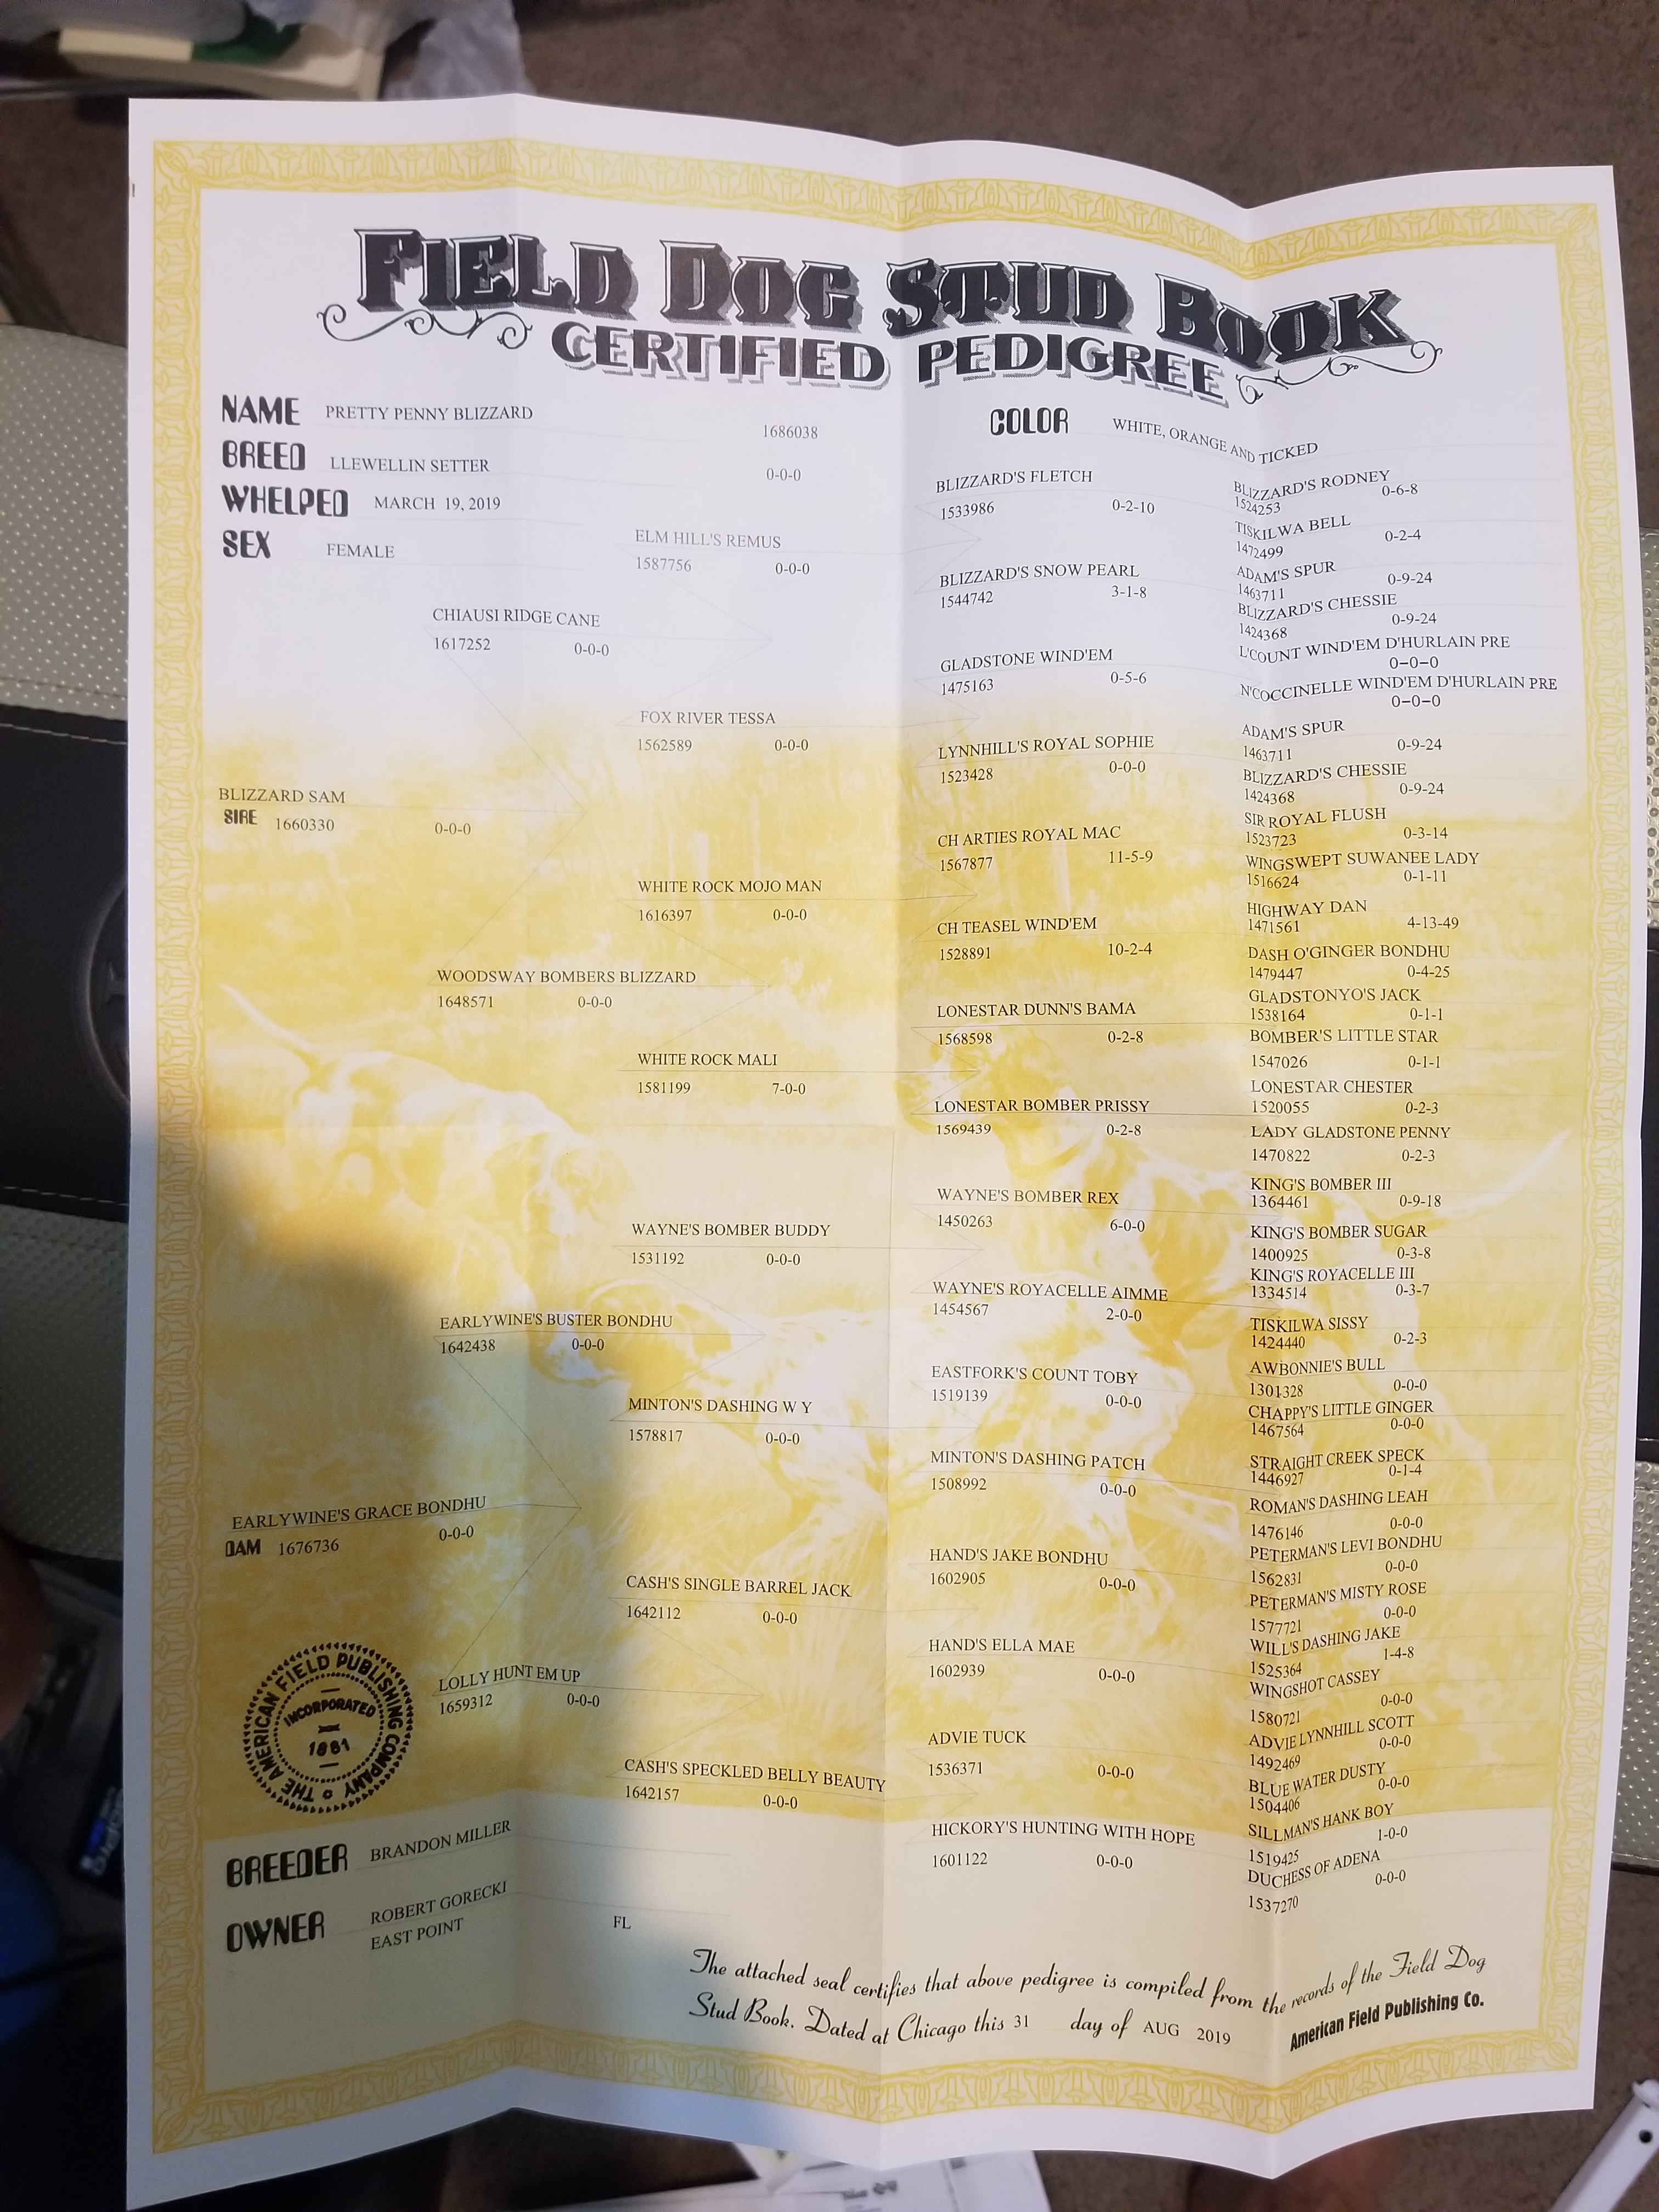 FIELD DOG STUD BOOK
CERTIFIED PEDIGREE
NAME PRETTY PENNY BLIZZARD 1686038
BREED LLEWELLIN SETTER 0-0-0
WHELPED MARCH 19, 2019
SEX FEMALE
COLOR WHITE, ORANGE AND TICKED
BLIZZARD SAM
SIRE 1660330 0-0-0
EARLYWINE'S GRACE BONDHU
DAM 1676736 0-0-0
CHIAUSI RIDGE CANE
1617252 0-0-0
WOODSWAY BOMBERS BLIZZARD
1648571 0-0-0
EARLYWINE'S BUSTER BONDHU
1642438 0-0-0
LOLLY HUNT EM UP
1659312 0-0-0
ELM HILL'S REMUS
1587756 0-0-0
FOX RIVER TESSA
1562589 0-0-0
WHITE ROCK MOJO MAN
1616397 0-0-0
WHITE ROCK MALI
1581199 7-0-0
WAYNE'S BOMBER BUDDY
1531192 0-0-0
MINTON'S DASHING W Y
1578817 0-0-0
CASH'S SINGLE BARREL JACK
1642112 0-0-0
CASH'S SPECKLED BELLY BEAUTY
1642157 0-0-0
BLIZZARD'S FLETCH
1533986 0-2-10
BLIZZARD'S SNOW PEARL
1544742 3-1-8
GLADSTONE WIND'EM
1475163 0-5-6
LYNNHILL'S ROYAL SOPHIE
1523428 0-0-0
CH ARTIES ROYAL MAC
1567877 11-5-9
CH TEASEL WIND'EM
1528891 10-2-4
LONESTAR DUNN'S BAMA
1568598 0-2-8
LONESTAR BOMBER PRISSY
1569439 0-2-8
WAYNE'S BOMBER REX
1450263 6-0-0
WAYNE'S ROYACELLE AIMME
1454567 2-0-0
EASTFORK'S COUNT TOBY
1519139 0-0-0
MINTON'S DASHING PATCH
1508992 0-0-0
HAND'S JAKE BONDHU
1602905 0-0-0
HAND'S ELLA MAE
1602939 0-0-0
ADVIE TUCK
1536371 0-0-0
HICKORY'S HUNTING WITH HOPE
1601122 0-0-0
BLIZZARD'S RODNEY
1524253 0-6-8
TISKILWA BELL
1472499 0-2-4
ADAM'S SPUR
1463711 0-9-24
BLIZZARD'S CHESSIE
1424368 0-9-24
L'COUNT WIND'EM D'HURLAIN PRE
0-0-0
N'COCCINELLE WIND'EM D'HURLAIN PRE
0-0-0
ADAM'S SPUR
1463711 0-9-24
BLIZZARD'S CHESSIE
1424368 0-9-24
SIR ROYAL FLUSH
1523723 0-3-14
WINGSWEPT SUWANEE LADY
1516624 0-1-11
HIGHWAY DAN
1471561 4-13-49
DASH O'GINGER BONDHU
1479447 0-4-25
GLADSTONYO'S JACK
1538164 0-1-1
BOMBER'S LITTLE STAR
1547026 0-1-1
LONESTAR CHESTER
1520055 0-2-3
LADY GLADSTONE PENNY
1470822 0-2-3
KING'S BOMBER III
1364461 0-9-18
KING'S BOMBER SUGAR
1400925 0-3-8
KING'S ROYACELLE III
1334514 0-3-7
TISKILWA SISSY
1424440 0-2-3
AWBONNIE'S BULL
1301328 0-0-0
CHAPPY'S LITTLE GINGER
1467564 0-0-0
STRAIGHT CREEK SPECK
1446927 0-1-4
ROMAN'S DASHING LEAH
1476146 0-0-0
PETERMAN'S LEVI BONDHU
1562831 0-0-0
PETERMAN'S MISTY ROSE
1577721 0-0-0
WILL'S DASHING JAKE
1525364 1-4-8
WINGSHOT CASSEY
1580721 0-0-0
ADVIE LYNNHILL SCOTT
1492469 0-0-0
BLUE WATER DUSTY
1504406 0-0-0
SILLMAN'S HANK BOY
1519425 1-0-0
DUCHESS OF ADENA
1537270 0-0-0
THE AMERICAN FIELD PUBLISHING COMPANY
INCORPORATED
1881
BREEDER BRANDON MILLER
OWNER ROBERT GORECKI
EAST POINT FL
The attached seal certifies that above pedigree is compiled from the records of the Field Dog
Stud Book. Dated at Chicago this 31 day of AUG 2019
American Field Publishing Co.